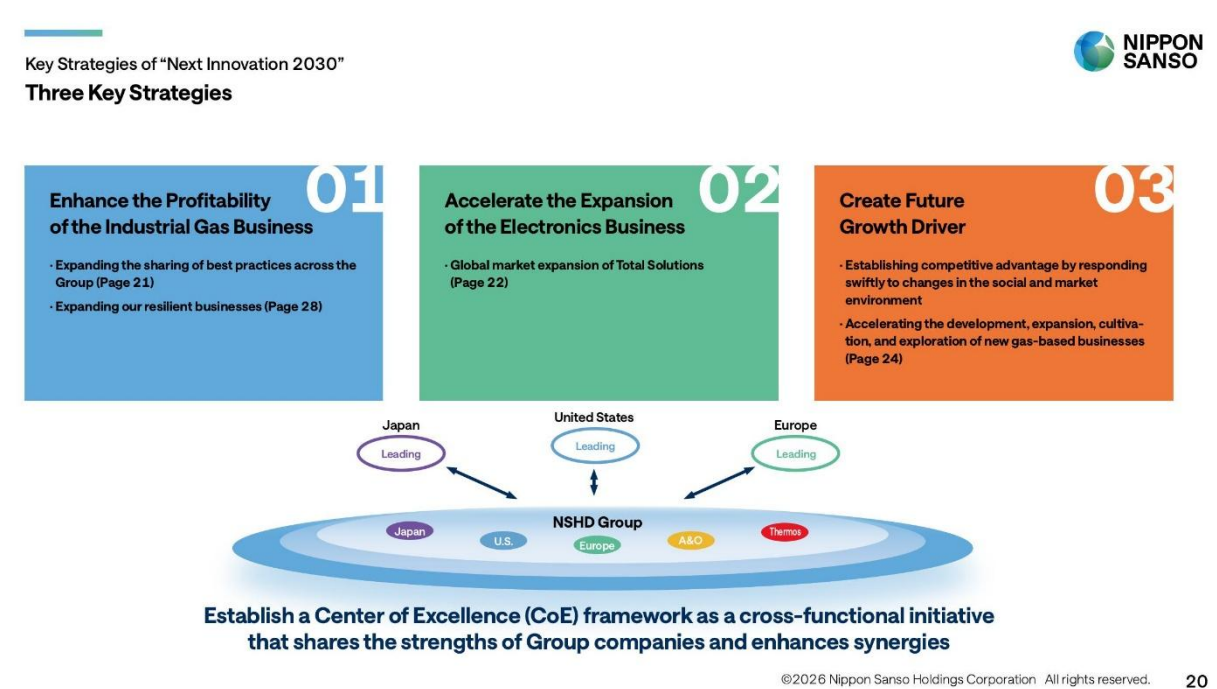 Key Strategies of “Next Innovation 2030”
Three Key Strategies
NIPPON
SANSO
01
Enhance the Profitability
of the Industrial Gas Business
· Expanding the sharing of best practices across the
Group (Page 21)
· Expanding our resilient businesses (Page 28)
02
Accelerate the Expansion
of the Electronics Business
· Global market expansion of Total Solutions
(Page 22)
03
Create Future
Growth Driver
· Establishing competitive advantage by responding
swiftly to changes in the social and market
environment
· Accelerating the development, expansion, cultiva-
tion, and exploration of new gas-based businesses
(Page 24)
Japan
Leading
United States
Leading
Europe
Leading
NSHD Group
Japan
U.S.
Europe
A&O
Thermos
Establish a Center of Excellence (CoE) framework as a cross-functional initiative
that shares the strengths of Group companies and enhances synergies
©2026 Nippon Sanso Holdings Corporation All rights reserved.
20